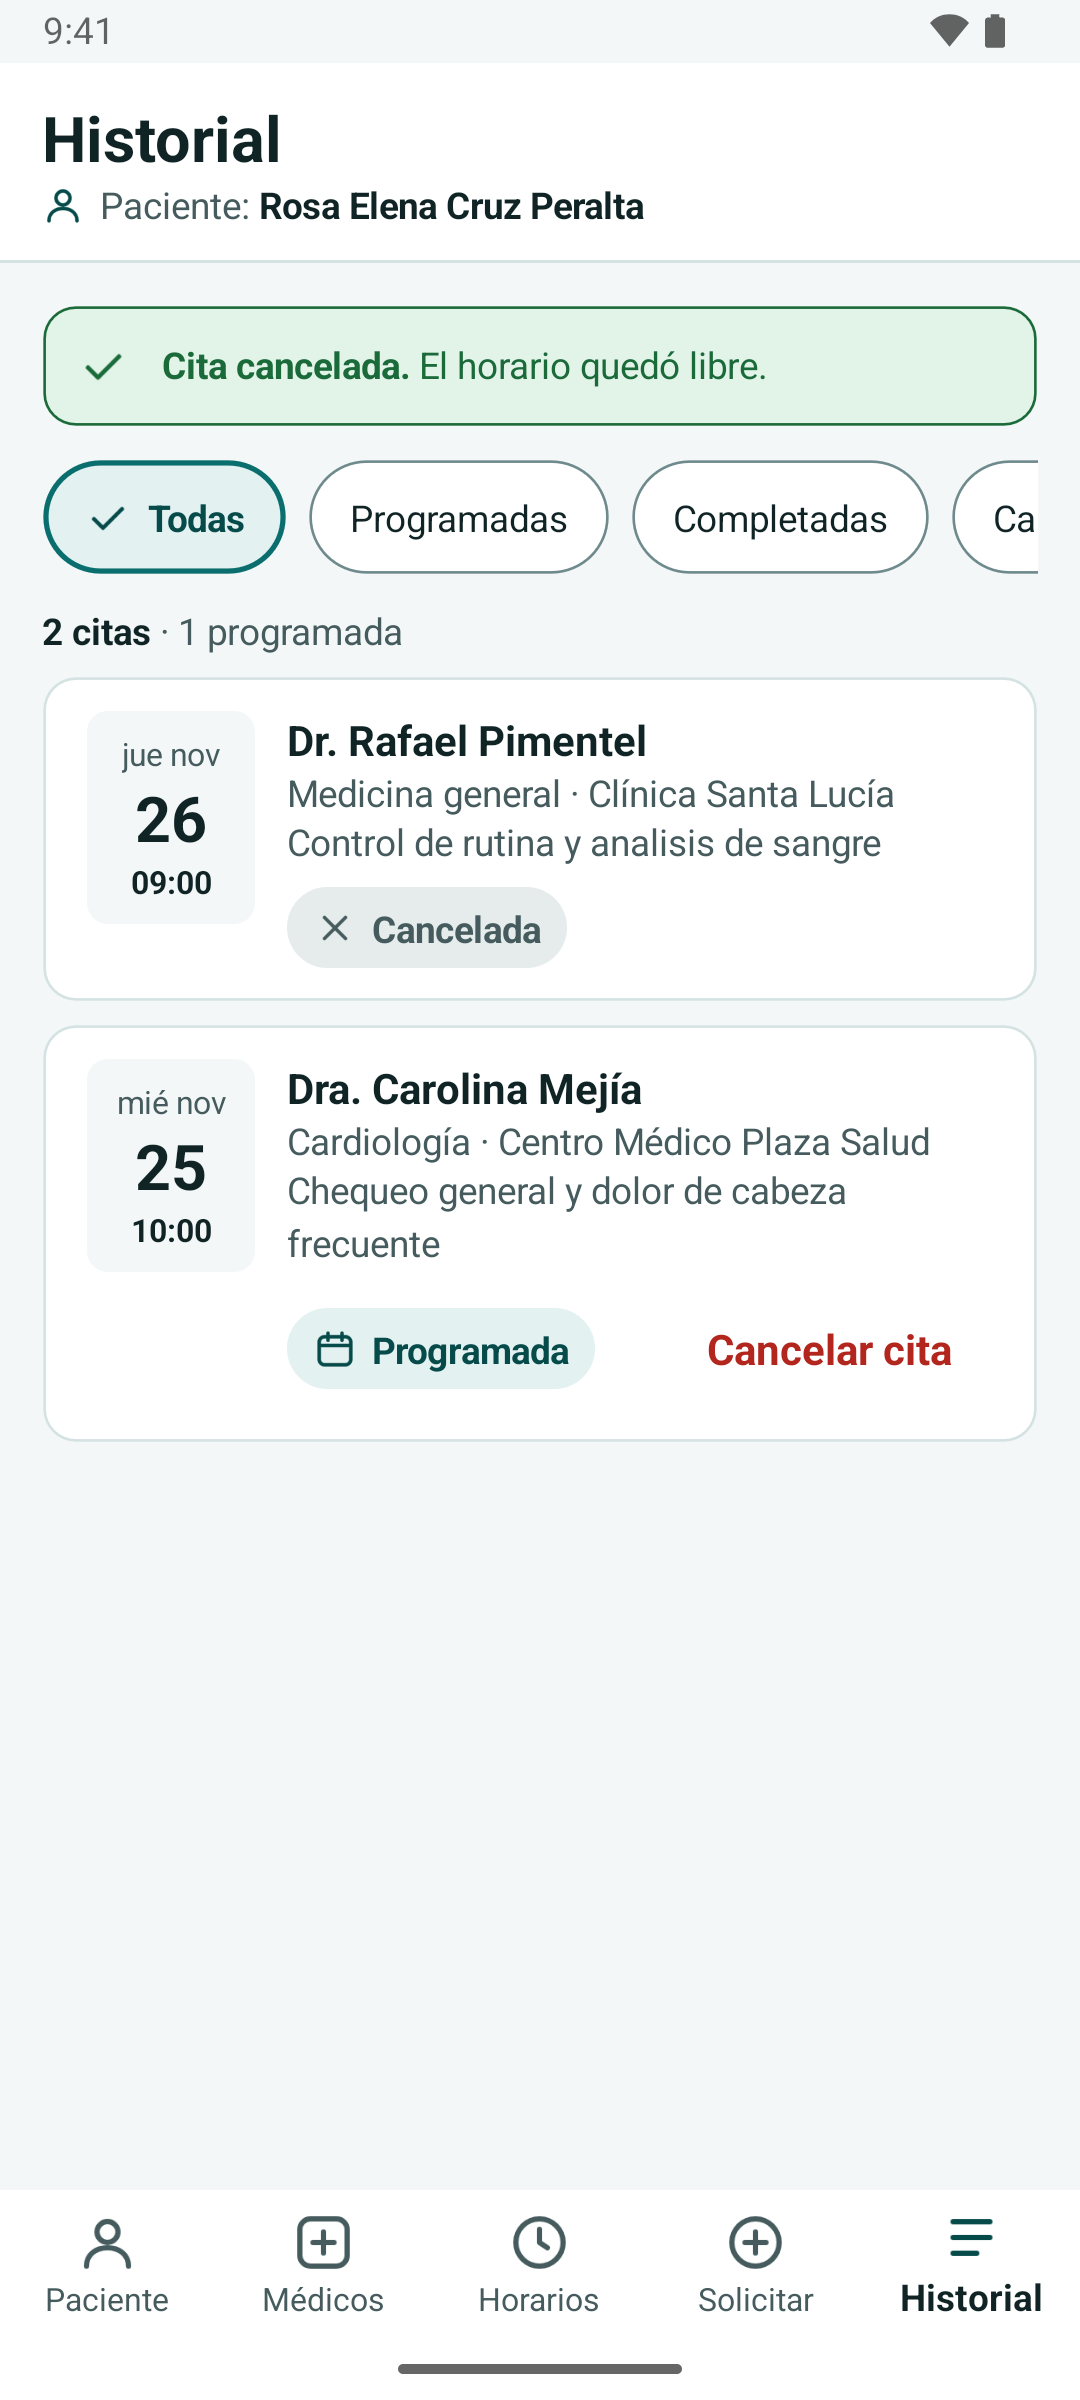 9:41
Historial
Paciente: Rosa Elena Cruz Peralta
Cita cancelada. El horario quedó libre.
Todas
Programadas
Completadas
Ca
2 citas · 1 programada
jue nov
26
09:00
Dr. Rafael Pimentel
Medicina general · Clínica Santa Lucía
Control de rutina y analisis de sangre
Cancelada
mié nov
25
10:00
Dra. Carolina Mejía
Cardiología · Centro Médico Plaza Salud
Chequeo general y dolor de cabeza
frecuente
Programada
Cancelar cita
Paciente
Médicos
Horarios
Solicitar
Historial